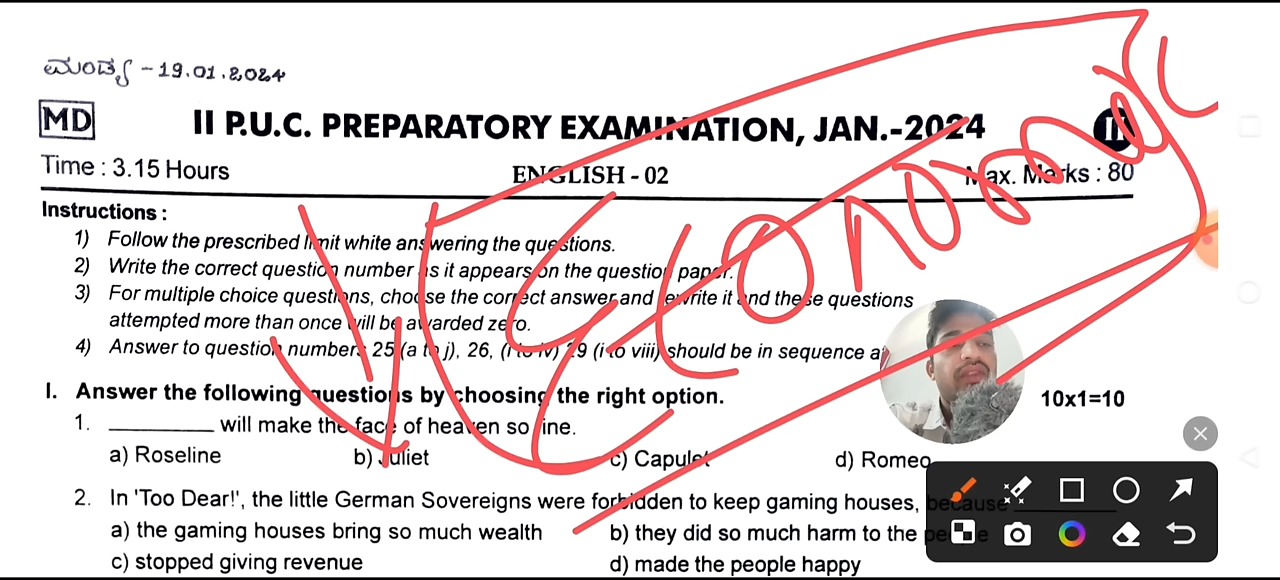 ಮಂಡ್ಯ - 19.01.2024
MD II P.U.C. PREPARATORY EXAMINATION, JAN.-2024
Time : 3.15 Hours ENGLISH - 02 Max. Marks : 80
Instructions :
1) Follow the prescribed limit white answering the questions.
2) Write the correct question number as it appears on the question paper.
3) For multiple choice questions, choose the correct answer and rewrite it and these questions
attempted more than once will be awarded zero.
4) Answer to question numbers 25 (a to j), 26, (i to iv) 29 (i to viii) should be in sequence
I. Answer the following questions by choosing the right option. 10x1=10
1. __________ will make the face of heaven so fine.
a) Roseline b) Juliet c) Capulet d) Romeo
2. In 'Too Dear!', the little German Sovereigns were forbidden to keep gaming houses, because __________
a) the gaming houses bring so much wealth b) they did so much harm to the people
c) stopped giving revenue d) made the people happy